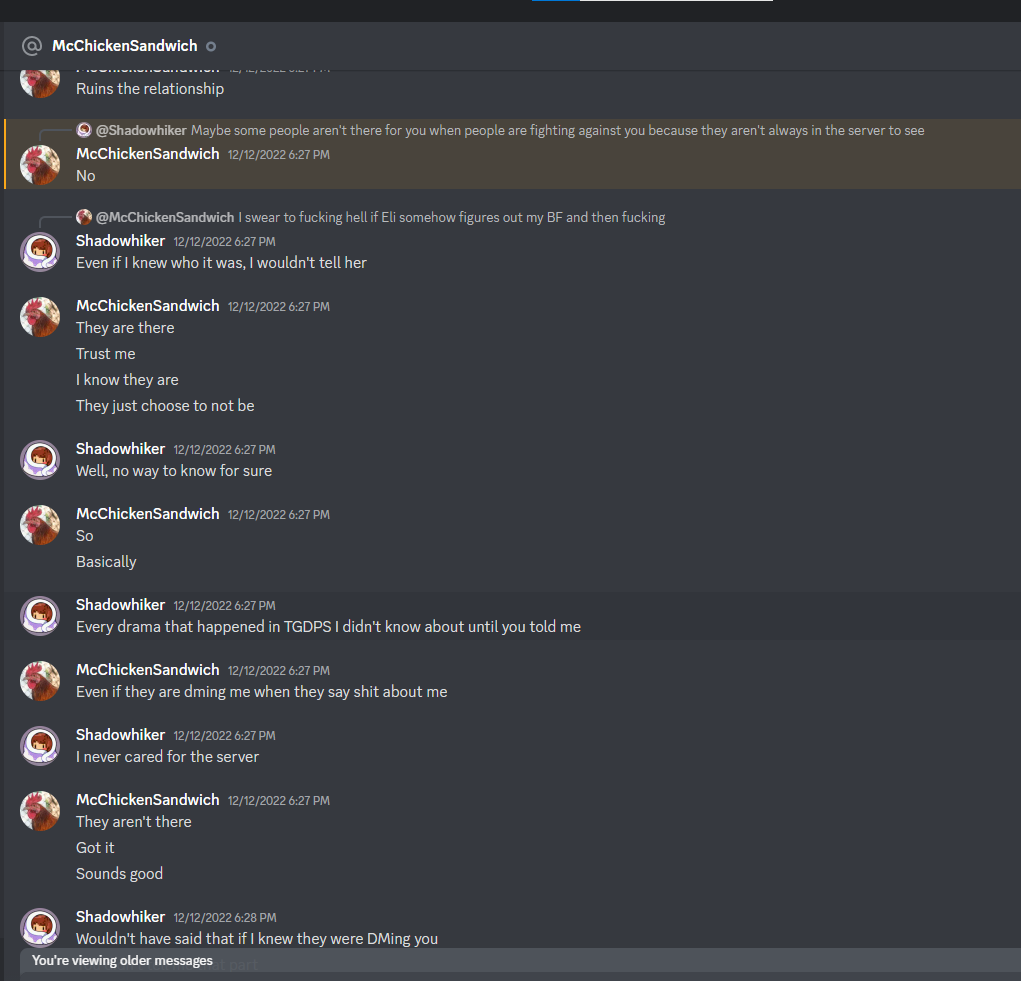 McChickenSandwich
McChickenSandwich 12/12/2022 6:27 PM
Ruins the relationship
@Shadowhiker Maybe some people aren't there for you when people are fighting against you because they aren't always in the server to see
McChickenSandwich 12/12/2022 6:27 PM
No
@McChickenSandwich I swear to fucking hell if Eli somehow figures out my BF and then fucking
Shadowhiker 12/12/2022 6:27 PM
Even if I knew who it was, I wouldn't tell her
McChickenSandwich 12/12/2022 6:27 PM
They are there
Trust me
I know they are
They just choose to not be
Shadowhiker 12/12/2022 6:27 PM
Well, no way to know for sure
McChickenSandwich 12/12/2022 6:27 PM
So
Basically
Shadowhiker 12/12/2022 6:27 PM
Every drama that happened in TGDPS I didn't know about until you told me
McChickenSandwich 12/12/2022 6:27 PM
Even if they are dming me when they say shit about me
Shadowhiker 12/12/2022 6:27 PM
I never cared for the server
McChickenSandwich 12/12/2022 6:27 PM
They aren't there
Got it
Sounds good
Shadowhiker 12/12/2022 6:28 PM
Wouldn't have said that if I knew they were DMing you
You're viewing older messages